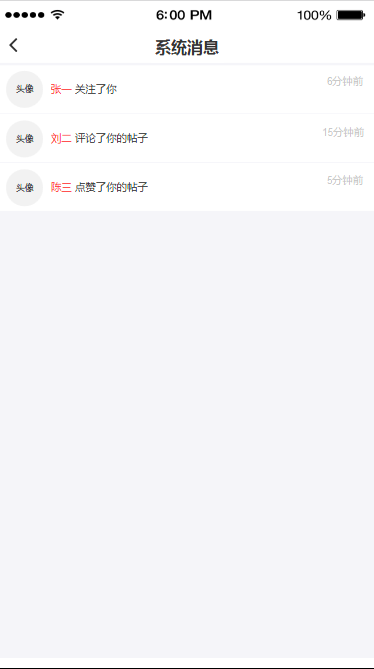 6:00 PM 100%
系统消息
头像 张一 关注了你 6分钟前
头像 刘二 评论了你的帖子 15分钟前
头像 陈三 点赞了你的帖子 5分钟前